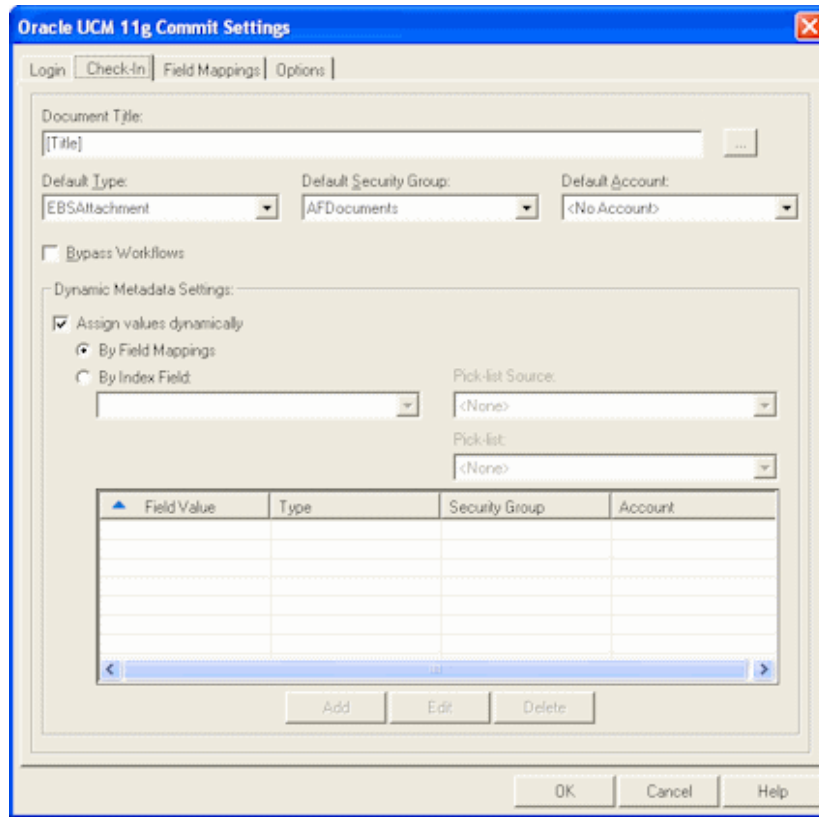 Oracle UCM 11g Commit Settings
Login Check-In Field Mappings Options
Document Title:
[Title] ...
Default Type: Default Security Group: Default Account:
EBSAttachment AFDocuments <No Account>
Bypass Workflows
Dynamic Metadata Settings:
Assign values dynamically
By Field Mappings
By Index Field: Pick-list Source:
<None>
Pick-list:
<None>
Field Value Type Security Group Account
Add Edit Delete
OK Cancel Help